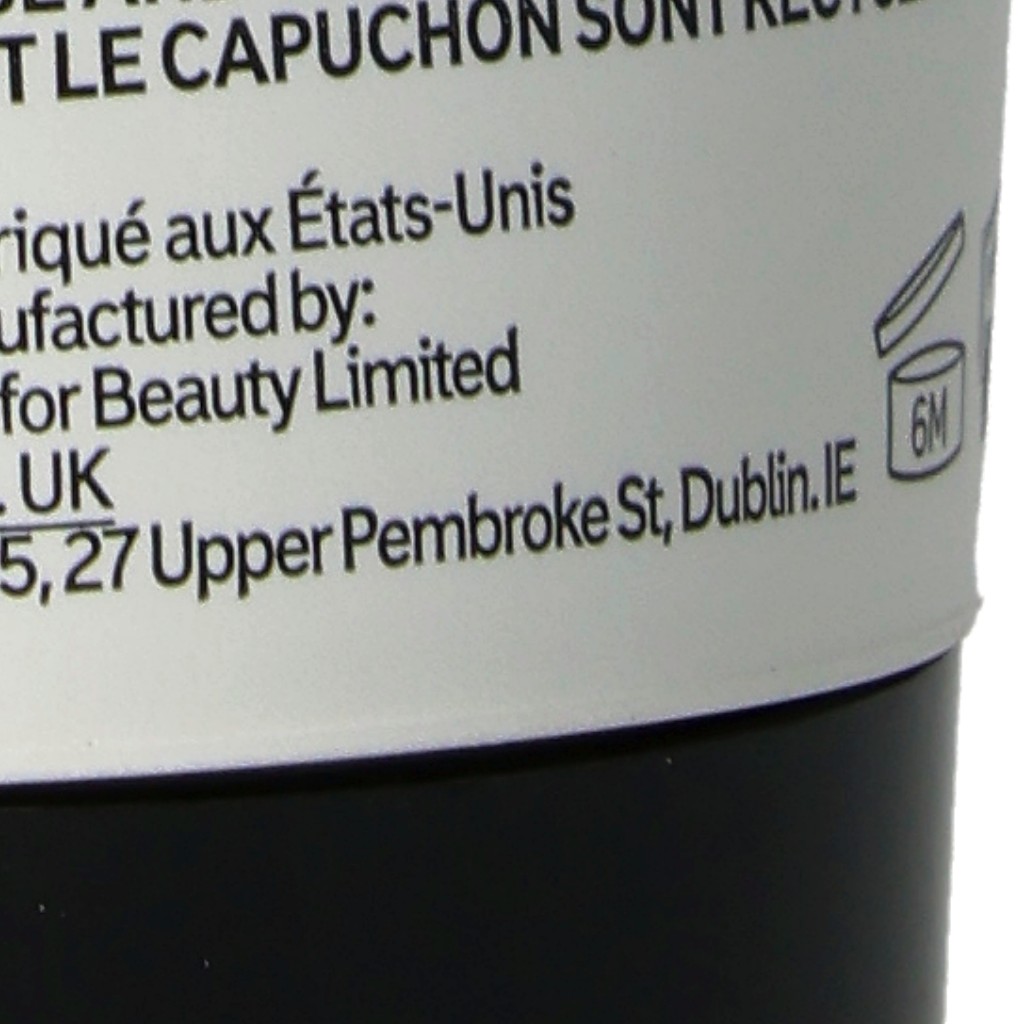 T LE CAPUCHON SONT
riqué aux États-Unis
ufactured by:
for Beauty Limited
. UK
5, 27 Upper Pembroke St, Dublin. IE
6M